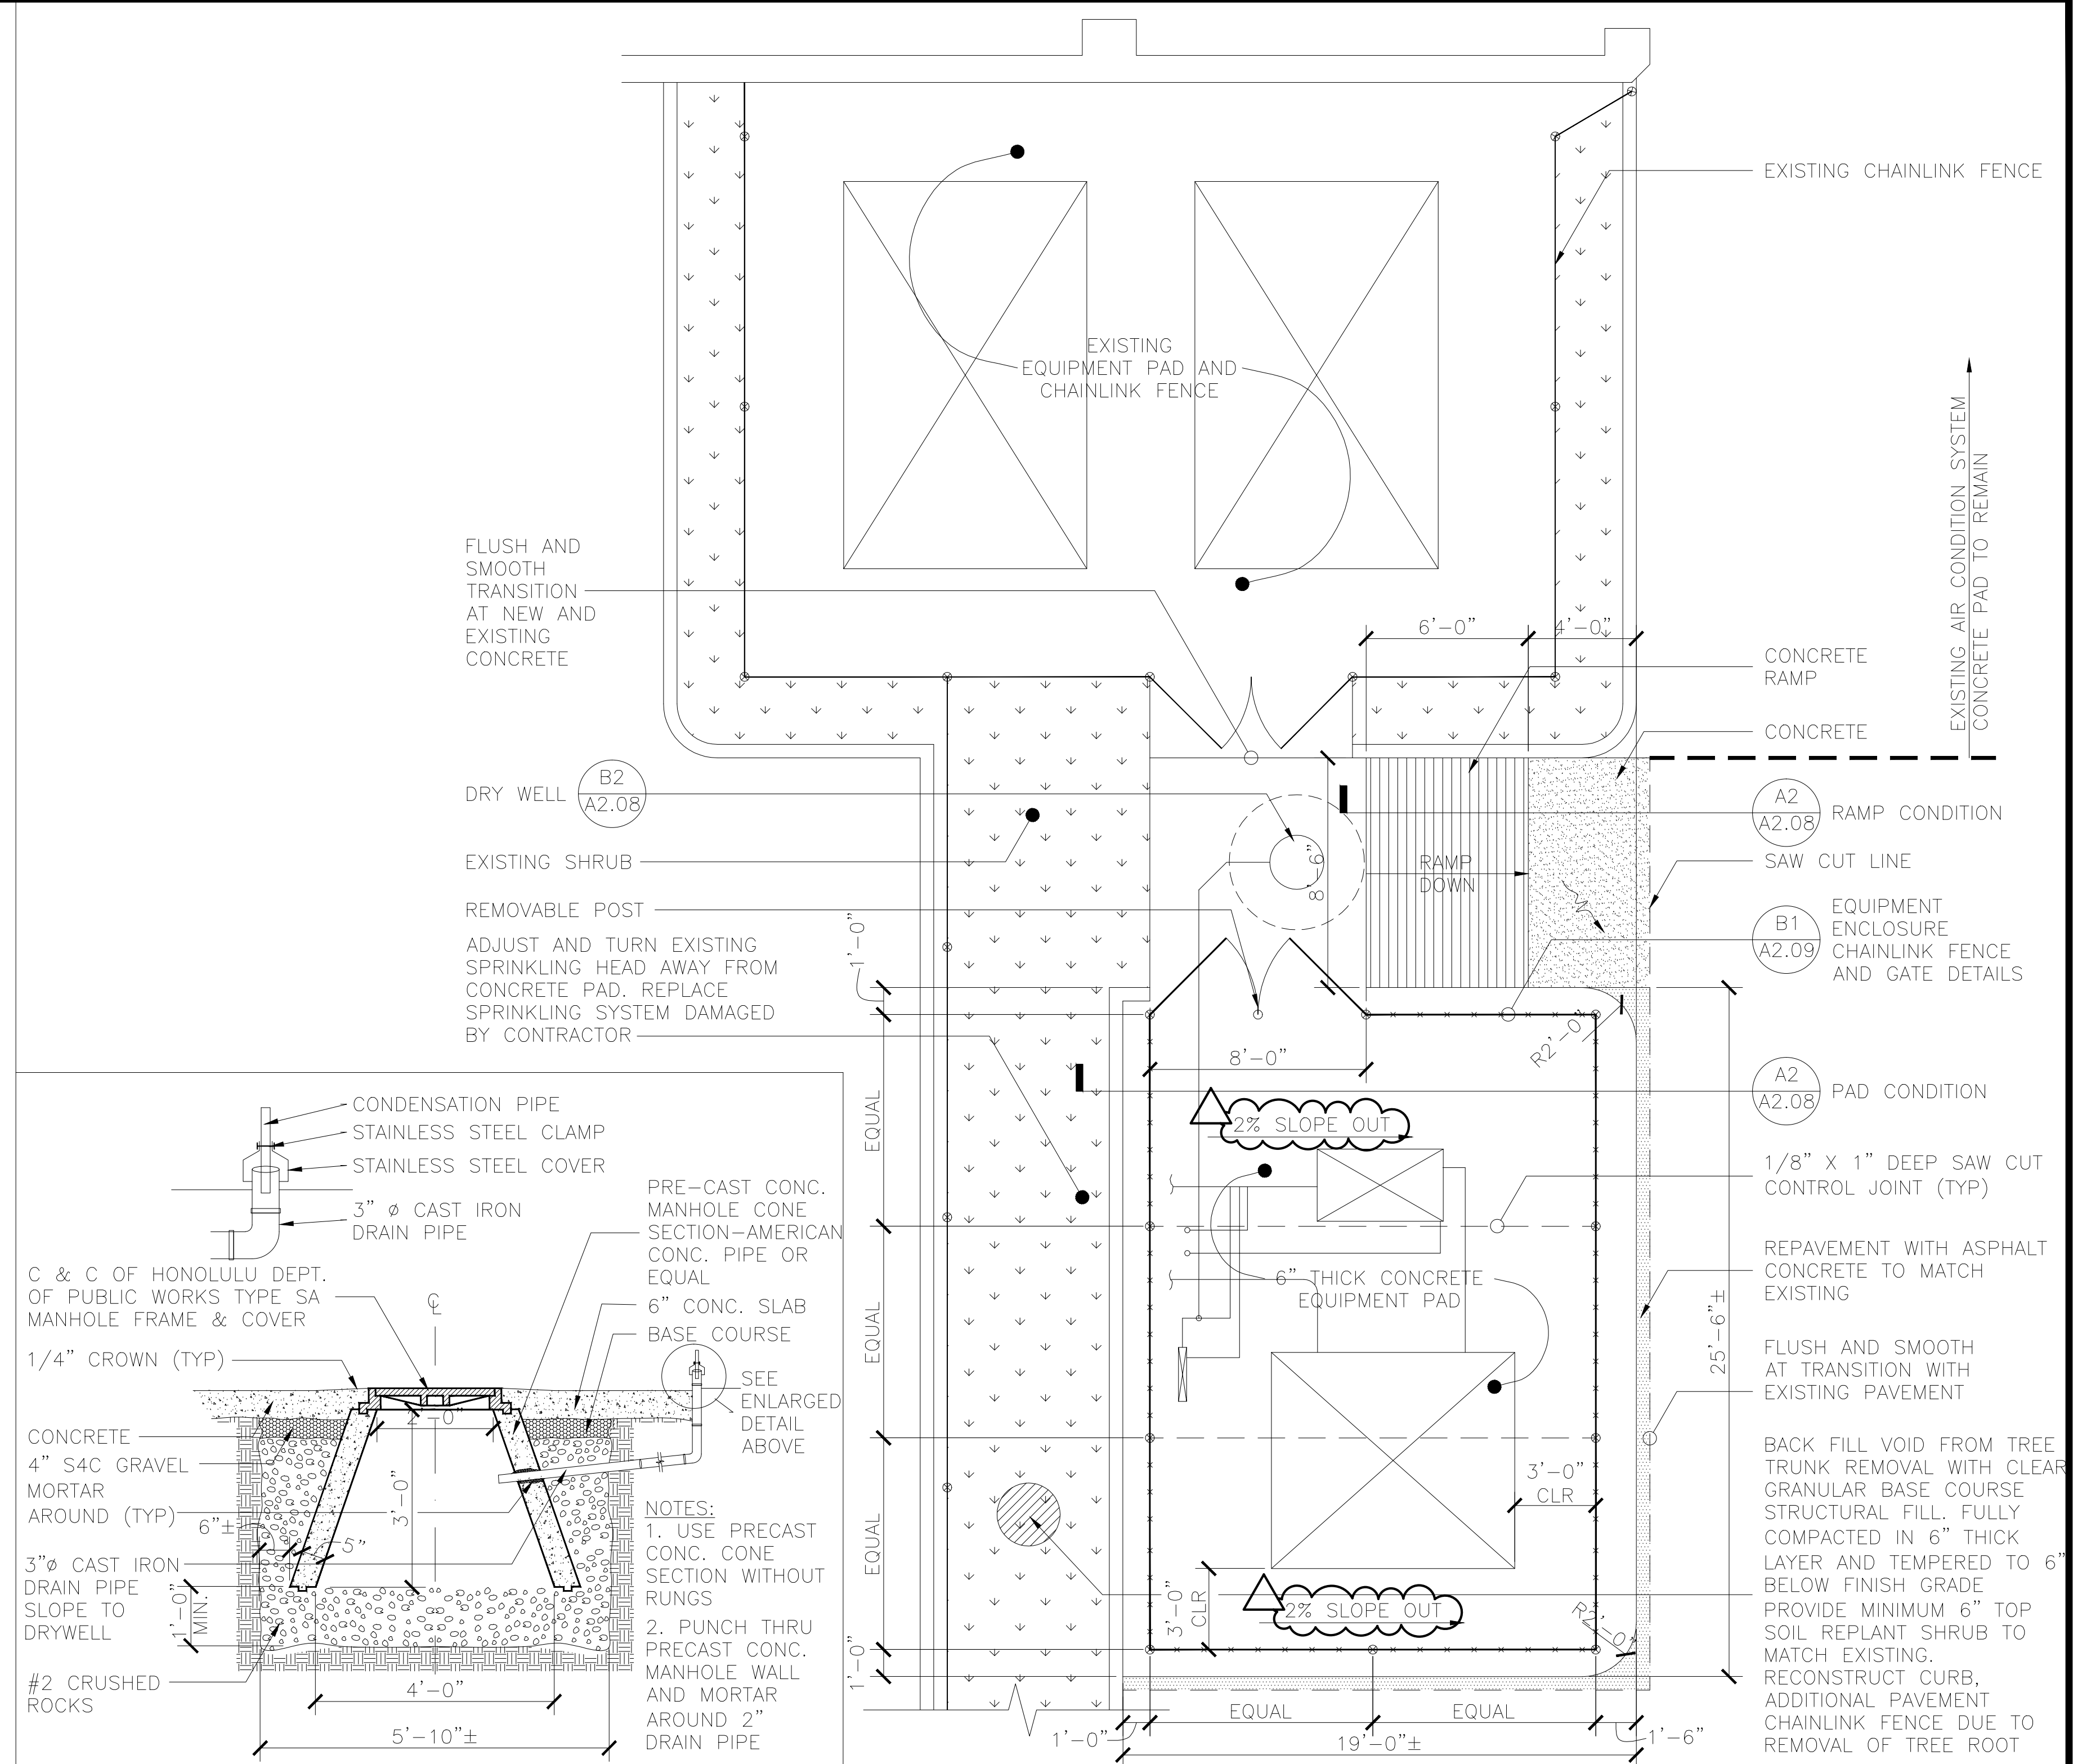 EXISTING CHAINLINK FENCE
EXISTING
EQUIPMENT PAD AND
CHAINLINK FENCE
EXISTING AIR CONDITION SYSTEM
CONCRETE PAD TO REMAIN
FLUSH AND
SMOOTH
TRANSITION
AT NEW AND
EXISTING
CONCRETE
6'-0"
4'-0"
CONCRETE
RAMP
CONCRETE
DRY WELL
B2
A2.08
A2
A2.08
RAMP CONDITION
EXISTING SHRUB
8'-6"
RAMP
DOWN
SAW CUT LINE
REMOVABLE POST
B1
A2.09
EQUIPMENT
ENCLOSURE
CHAINLINK FENCE
AND GATE DETAILS
ADJUST AND TURN EXISTING
SPRINKLING HEAD AWAY FROM
CONCRETE PAD. REPLACE
SPRINKLING SYSTEM DAMAGED
BY CONTRACTOR
1'-0"
R2'-0"
8'-0"
A2
A2.08
PAD CONDITION
EQUAL
2% SLOPE OUT
1/8" X 1" DEEP SAW CUT
CONTROL JOINT (TYP)
REPAVEMENT WITH ASPHALT
CONCRETE TO MATCH
EXISTING
6" THICK CONCRETE
EQUIPMENT PAD
EQUAL
25'-6"±
FLUSH AND SMOOTH
AT TRANSITION WITH
EXISTING PAVEMENT
3'-0"
CLR
EQUAL
BACK FILL VOID FROM TREE
TRUNK REMOVAL WITH CLEAR
GRANULAR BASE COURSE
STRUCTURAL FILL. FULLY
COMPACTED IN 6" THICK
LAYER AND TEMPERED TO 6"
BELOW FINISH GRADE
PROVIDE MINIMUM 6" TOP
SOIL REPLANT SHRUB TO
MATCH EXISTING.
RECONSTRUCT CURB,
ADDITIONAL PAVEMENT
CHAINLINK FENCE DUE TO
REMOVAL OF TREE ROOT
3'-0"
CLR
2% SLOPE OUT
R2'-0"
1'-0"
EQUAL
EQUAL
1'-0"
19'-0"±
1'-6"
CONDENSATION PIPE
STAINLESS STEEL CLAMP
STAINLESS STEEL COVER
3" ø CAST IRON
DRAIN PIPE
PRE-CAST CONC.
MANHOLE CONE
SECTION-AMERICAN
CONC. PIPE OR
EQUAL
C & C OF HONOLULU DEPT.
OF PUBLIC WORKS TYPE SA
MANHOLE FRAME & COVER
℄
6" CONC. SLAB
BASE COURSE
1/4" CROWN (TYP)
SEE
ENLARGED
DETAIL
ABOVE
2'-0"
CONCRETE
4" S4C GRAVEL
MORTAR
AROUND (TYP)
6"±
5"
3'-0"
3"ø CAST IRON
DRAIN PIPE
SLOPE TO
DRYWELL
1'-0"
MIN.
#2 CRUSHED
ROCKS
4'-0"
5'-10"±
NOTES:
1. USE PRECAST
CONC. CONE
SECTION WITHOUT
RUNGS
2. PUNCH THRU
PRECAST CONC.
MANHOLE WALL
AND MORTAR
AROUND 2"
DRAIN PIPE